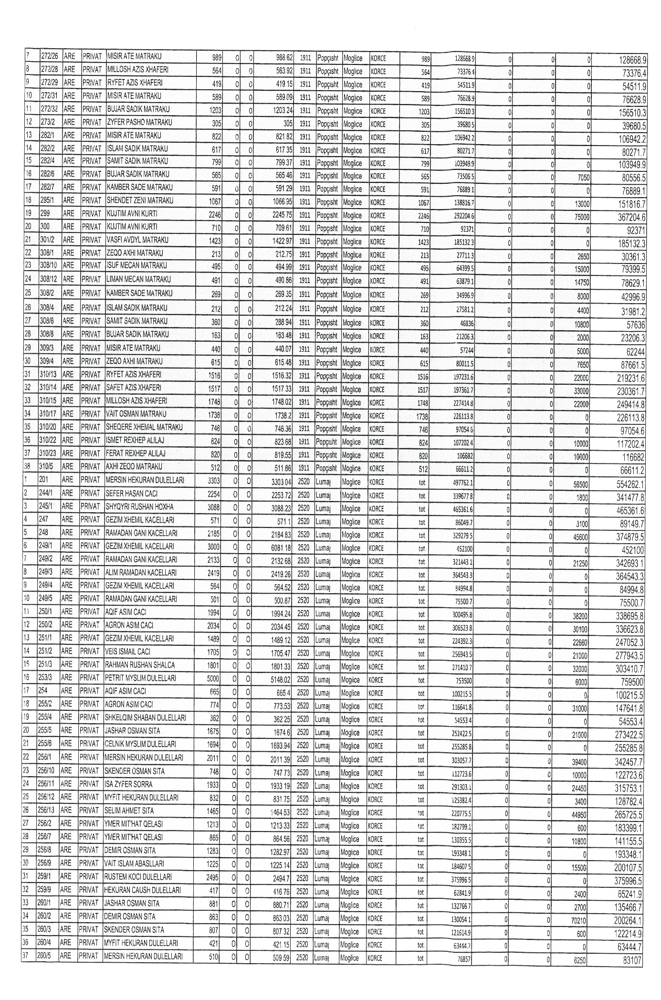 7 272/26 ARE PRIVAT MISIR ATE MATRAKU 989 0 0 988.62 1911 Popçisht Moglice KORCE 989 128668.9 0 0 0 128668.9
8 272/28 ARE PRIVAT MILLOSH AZIS XHAFERI 564 0 0 563.92 1911 Popçisht Moglice KORCE 564 73376.4 0 0 0 73376.4
9 272/29 ARE PRIVAT RYFET AZIS XHAFERI 419 0 0 419.15 1911 Popçisht Moglice KORCE 419 54511.9 0 0 0 54511.9
10 272/31 ARE PRIVAT MISIR ATE MATRAKU 589 0 0 589.09 1911 Popçisht Moglice KORCE 589 76628.9 0 0 0 76628.9
11 272/32 ARE PRIVAT BUJAR SADIK MATRAKU 1203 0 0 1203.24 1911 Popçisht Moglice KORCE 1203 156510.3 0 0 0 156510.3
12 273/2 ARE PRIVAT ZYFER PASHO MATRAKU 305 0 0 305 1911 Popçisht Moglice KORCE 305 39680.5 0 0 0 39680.5
13 282/1 ARE PRIVAT MISIR ATE MATRAKU 822 0 0 821.82 1911 Popçisht Moglice KORCE 822 106942.2 0 0 0 106942.2
14 282/2 ARE PRIVAT ISLAM SADIK MATRAKU 617 0 0 617.35 1911 Popçisht Moglice KORCE 617 80271.7 0 0 0 80271.7
15 282/4 ARE PRIVAT SAMIT SADIK MATRAKU 799 0 0 799.37 1911 Popçisht Moglice KORCE 799 103949.9 0 0 0 103949.9
16 282/6 ARE PRIVAT BUJAR SADIK MATRAKU 565 0 0 565.46 1911 Popçisht Moglice KORCE 565 73506.5 0 0 7050 80556.5
17 282/7 ARE PRIVAT KAMBER SADE MATRAKU 591 0 0 591.29 1911 Popçisht Moglice KORCE 591 76889.1 0 0 0 76889.1
18 295/1 ARE PRIVAT SHENDET ZENI MATRAKU 1067 0 0 1066.95 1911 Popçisht Moglice KORCE 1067 138816.7 0 0 13000 151816.7
19 299 ARE PRIVAT KUJTIM AVNI KURTI 2246 0 0 2245.75 1911 Popçisht Moglice KORCE 2246 292204.6 0 0 75000 367204.6
20 300 ARE PRIVAT KUJTIM AVNI KURTI 710 0 0 709.61 1911 Popçisht Moglice KORCE 710 92371 0 0 0 92371
21 301/2 ARE PRIVAT VASFI AVDYL MATRAKU 1423 0 0 1422.97 1911 Popçisht Moglice KORCE 1423 185132.3 0 0 0 185132.3
22 308/1 ARE PRIVAT ZEQO AXHI MATRAKU 213 0 0 212.75 1911 Popçisht Moglice KORCE 213 27711.3 0 0 2650 30361.3
23 308/10 ARE PRIVAT ISUF MECAN MATRAKU 495 0 0 494.99 1911 Popçisht Moglice KORCE 495 64399.5 0 0 15000 79399.5
24 308/12 ARE PRIVAT LIMAN MECAN MATRAKU 491 0 0 490.86 1911 Popçisht Moglice KORCE 491 63879.1 0 0 14750 78629.1
25 308/2 ARE PRIVAT KAMBER SADE MATRAKU 269 0 0 269.35 1911 Popçisht Moglice KORCE 269 34996.9 0 0 8000 42996.9
26 308/4 ARE PRIVAT ISLAM SADIK MATRAKU 212 0 0 212.24 1911 Popçisht Moglice KORCE 212 27581.2 0 0 4400 31981.2
27 308/6 ARE PRIVAT SAMIT SADIK MATRAKU 360 0 0 288.94 1911 Popçisht Moglice KORCE 360 46836 0 0 10800 57636
28 308/8 ARE PRIVAT BUJAR SADIK MATRAKU 163 0 0 163.48 1911 Popçisht Moglice KORCE 163 21206.3 0 0 2000 23206.3
29 309/3 ARE PRIVAT MISIR ATE MATRAKU 440 0 0 440.07 1911 Popçisht Moglice KORCE 440 57244 0 0 5000 62244
30 309/4 ARE PRIVAT ZEQO AXHI MATRAKU 615 0 0 615.48 1911 Popçisht Moglice KORCE 615 80011.5 0 0 7650 87661.5
31 310/13 ARE PRIVAT RYFET AZIS XHAFERI 1516 0 0 1516.32 1911 Popçisht Moglice KORCE 1516 197231.6 0 0 22000 219231.6
32 310/14 ARE PRIVAT SAFET AZIS XHAFERI 1517 0 0 1517.33 1911 Popçisht Moglice KORCE 1517 197361.7 0 0 33000 230361.7
33 310/15 ARE PRIVAT MILLOSH AZIS XHAFERI 1748 0 0 1748.02 1911 Popçisht Moglice KORCE 1748 227414.8 0 0 22000 249414.8
34 310/17 ARE PRIVAT VAIT OSMAN MATRAKU 1738 0 0 1738.2 1911 Popçisht Moglice KORCE 1738 226113.8 0 0 0 226113.8
35 310/20 ARE PRIVAT SHEQERE XHEMAL MATRAKU 746 0 0 746.36 1911 Popçisht Moglice KORCE 746 97054.6 0 0 0 97054.6
36 310/22 ARE PRIVAT ISMET REXHEP ALILAJ 824 0 0 823.68 1911 Popçisht Moglice KORCE 824 107202.4 0 0 10000 117202.4
37 310/23 ARE PRIVAT FERAT REXHEP ALILAJ 820 0 0 819.55 1911 Popçisht Moglice KORCE 820 106682 0 0 10000 116682
38 310/5 ARE PRIVAT AXHI ZEQO MATRAKU 512 0 0 511.86 1911 Popçisht Moglice KORCE 512 66611.2 0 0 0 66611.2
1 201 ARE PRIVAT MERSIN HEKURAN DULELLARI 3303 0 0 3303.04 2520 Lumaj Moglice KORCE tot 497762.1 0 0 56500 554262.1
2 244/1 ARE PRIVAT SEFER HASAN CACI 2254 0 0 2253.72 2520 Lumaj Moglice KORCE tot 339677.8 0 0 1800 341477.8
3 245/1 ARE PRIVAT SHYQYRI RUSHAN HOXHA 3088 0 0 3088.23 2520 Lumaj Moglice KORCE tot 465361.6 0 0 0 465361.6
4 247 ARE PRIVAT GEZIM XHEMIL KACELLARI 571 0 0 571.1 2520 Lumaj Moglice KORCE tot 86049.7 0 0 3100 89149.7
5 248 ARE PRIVAT RAMADAN GANI KACELLARI 2185 0 0 2184.83 2520 Lumaj Moglice KORCE tot 329279.5 0 0 45600 374879.5
6 249/1 ARE PRIVAT GEZIM XHEMIL KACELLARI 3000 0 0 6081.18 2520 Lumaj Moglice KORCE tot 452100 0 0 0 452100
7 249/2 ARE PRIVAT RAMADAN GANI KACELLARI 2133 0 0 2132.68 2520 Lumaj Moglice KORCE tot 321443.1 0 0 21250 342693.1
8 249/3 ARE PRIVAT ALIM RAMADAN KACELLARI 2419 0 0 2419.26 2520 Lumaj Moglice KORCE tot 364543.3 0 0 0 364543.3
9 249/4 ARE PRIVAT GEZIM XHEMIL KACELLARI 564 0 0 564.52 2520 Lumaj Moglice KORCE tot 84994.8 0 0 0 84994.8
10 249/5 ARE PRIVAT RAMADAN GANI KACELLARI 501 0 0 500.87 2520 Lumaj Moglice KORCE tot 75500.7 0 0 0 75500.7
11 250/1 ARE PRIVAT AQIF ASIM CACI 1994 0 0 1994.24 2520 Lumaj Moglice KORCE tot 300495.8 0 0 38200 338695.8
12 250/2 ARE PRIVAT AGRON ASIM CACI 2034 0 0 2034.45 2520 Lumaj Moglice KORCE tot 306523.8 0 0 30100 336623.8
13 251/1 ARE PRIVAT GEZIM XHEMIL KACELLARI 1489 0 0 1489.12 2520 Lumaj Moglice KORCE tot 224392.3 0 0 22660 247052.3
14 251/2 ARE PRIVAT VEIS ISMAIL CACI 1705 0 0 1705.47 2520 Lumaj Moglice KORCE tot 256943.5 0 0 21000 277943.5
15 251/3 ARE PRIVAT RAHMAN RUSHAN SHALCA 1801 0 0 1801.33 2520 Lumaj Moglice KORCE tot 271410.7 0 0 32000 303410.7
16 253/3 ARE PRIVAT PETRIT MYSLIM DULELLARI 5000 0 0 5148.02 2520 Lumaj Moglice KORCE tot 753500 0 0 6000 759500
17 254 ARE PRIVAT AQIF ASIM CACI 665 0 0 665.4 2520 Lumaj Moglice KORCE tot 100215.5 0 0 0 100215.5
18 255/2 ARE PRIVAT AGRON ASIM CACI 774 0 0 773.53 2520 Lumaj Moglice KORCE tot 116641.8 0 0 31000 147641.8
19 255/4 ARE PRIVAT SHKELQIM SHABAN DULELLARI 362 0 0 362.25 2520 Lumaj Moglice KORCE tot 54553.4 0 0 0 54553.4
20 255/5 ARE PRIVAT JASHAR OSMAN SITA 1675 0 0 1674.6 2520 Lumaj Moglice KORCE tot 252422.5 0 0 21000 273422.5
21 255/6 ARE PRIVAT CELNIK MYSLIM DULELLARI 1694 0 0 1693.94 2520 Lumaj Moglice KORCE tot 255285.8 0 0 0 255285.8
22 256/1 ARE PRIVAT MERSIN HEKURAN DULELLARI 2011 0 0 2011.39 2520 Lumaj Moglice KORCE tot 303057.7 0 0 39400 342457.7
23 256/10 ARE PRIVAT SKENDER OSMAN SITA 748 0 0 747.73 2520 Lumaj Moglice KORCE tot 112723.6 0 0 10000 122723.6
24 256/11 ARE PRIVAT ISA ZYFER SORRA 1933 0 0 1933.19 2520 Lumaj Moglice KORCE tot 291303.1 0 0 24450 315753.1
25 256/12 ARE PRIVAT MYFIT HEKURAN DULELLARI 832 0 0 831.75 2520 Lumaj Moglice KORCE tot 125382.4 0 0 3400 128782.4
26 256/13 ARE PRIVAT SELIM AHMET SITA 1465 0 0 1464.53 2520 Lumaj Moglice KORCE tot 220775.5 0 0 44950 265725.5
27 256/2 ARE PRIVAT YMER MIT'HAT QELASI 1213 0 0 1213.33 2520 Lumaj Moglice KORCE tot 182799.1 0 0 600 183399.1
28 256/7 ARE PRIVAT YMER MIT'HAT QELASI 865 0 0 864.56 2520 Lumaj Moglice KORCE tot 130355.5 0 0 10800 141155.5
29 256/8 ARE PRIVAT DEMIR OSMAN SITA 1283 0 0 1282.97 2520 Lumaj Moglice KORCE tot 193348.1 0 0 0 193348.1
30 256/9 ARE PRIVAT VAIT ISLAM ABASLLARI 1225 0 0 1225.14 2520 Lumaj Moglice KORCE tot 184607.5 0 0 15500 200107.5
31 259/1 ARE PRIVAT RUSTEM KOCI DULELLARI 2495 0 0 2494.7 2520 Lumaj Moglice KORCE tot 375996.5 0 0 0 375996.5
32 259/9 ARE PRIVAT HEKURAN CAUSH DULELLARI 417 0 0 416.76 2520 Lumaj Moglice KORCE tot 62841.9 0 0 2400 65241.9
33 260/1 ARE PRIVAT JASHAR OSMAN SITA 881 0 0 880.71 2520 Lumaj Moglice KORCE tot 132766.7 0 0 2700 135466.7
34 260/2 ARE PRIVAT DEMIR OSMAN SITA 863 0 0 863.03 2520 Lumaj Moglice KORCE tot 130054.1 0 0 70210 200264.1
35 260/3 ARE PRIVAT SKENDER OSMAN SITA 807 0 0 807.32 2520 Lumaj Moglice KORCE tot 121614.9 0 0 600 122214.9
36 260/4 ARE PRIVAT MYFIT HEKURAN DULELLARI 421 0 0 421.15 2520 Lumaj Moglice KORCE tot 63444.7 0 0 0 63444.7
37 260/5 ARE PRIVAT MERSIN HEKURAN DULELLARI 510 0 0 509.59 2520 Lumaj Moglice KORCE tot 76857 0 0 6250 83107